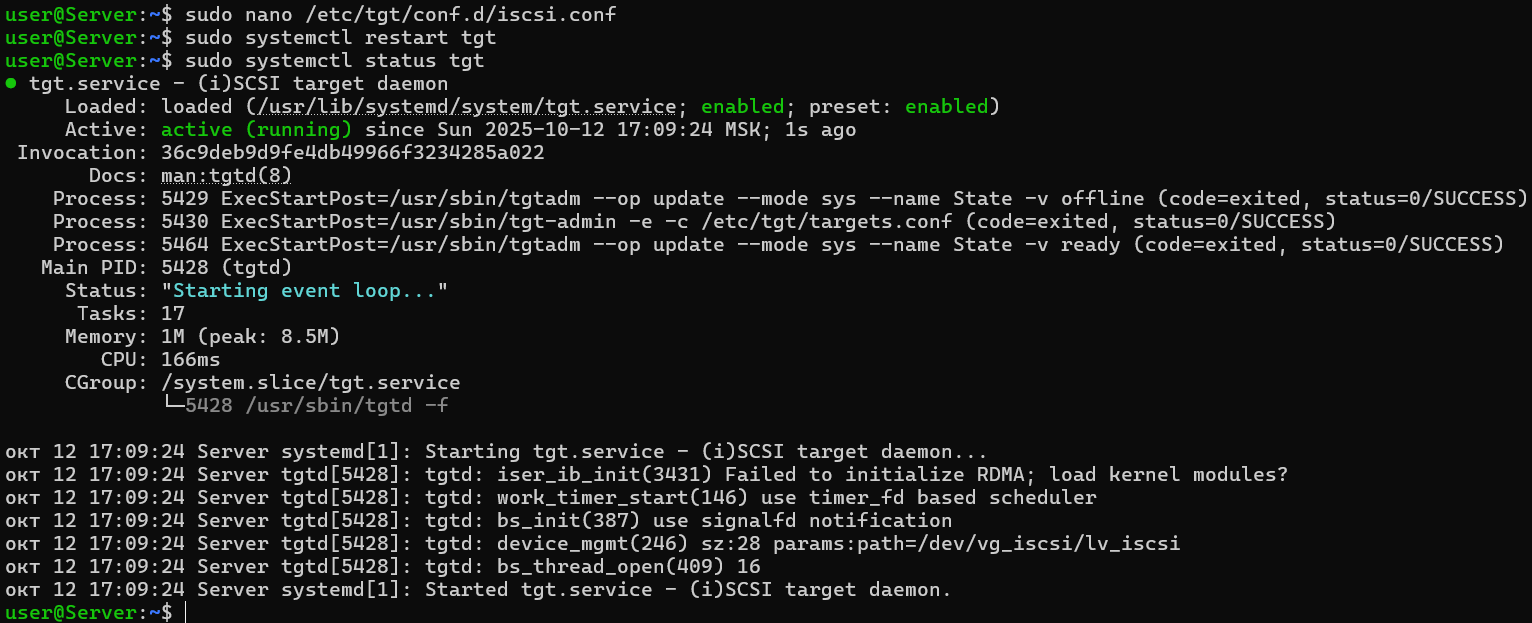 user@Server:~$ sudo nano /etc/tgt/conf.d/iscsi.conf
user@Server:~$ sudo systemctl restart tgt
user@Server:~$ sudo systemctl status tgt
● tgt.service - (i)SCSI target daemon
     Loaded: loaded (/usr/lib/systemd/system/tgt.service; enabled; preset: enabled)
     Active: active (running) since Sun 2025-10-12 17:09:24 MSK; 1s ago
 Invocation: 36c9deb9d9fe4db49966f3234285a022
       Docs: man:tgtd(8)
    Process: 5429 ExecStartPost=/usr/sbin/tgtadm --op update --mode sys --name State -v offline (code=exited, status=0/SUCCESS)
    Process: 5430 ExecStartPost=/usr/sbin/tgt-admin -e -c /etc/tgt/targets.conf (code=exited, status=0/SUCCESS)
    Process: 5464 ExecStartPost=/usr/sbin/tgtadm --op update --mode sys --name State -v ready (code=exited, status=0/SUCCESS)
   Main PID: 5428 (tgtd)
     Status: "Starting event loop..."
      Tasks: 17
     Memory: 1M (peak: 8.5M)
        CPU: 166ms
     CGroup: /system.slice/tgt.service
             └─5428 /usr/sbin/tgtd -f

окт 12 17:09:24 Server systemd[1]: Starting tgt.service - (i)SCSI target daemon...
окт 12 17:09:24 Server tgtd[5428]: tgtd: iser_ib_init(3431) Failed to initialize RDMA; load kernel modules?
окт 12 17:09:24 Server tgtd[5428]: tgtd: work_timer_start(146) use timer_fd based scheduler
окт 12 17:09:24 Server tgtd[5428]: tgtd: bs_init(387) use signalfd notification
окт 12 17:09:24 Server tgtd[5428]: tgtd: device_mgmt(246) sz:28 params:path=/dev/vg_iscsi/lv_iscsi
окт 12 17:09:24 Server tgtd[5428]: tgtd: bs_thread_open(409) 16
окт 12 17:09:24 Server systemd[1]: Started tgt.service - (i)SCSI target daemon.
user@Server:~$